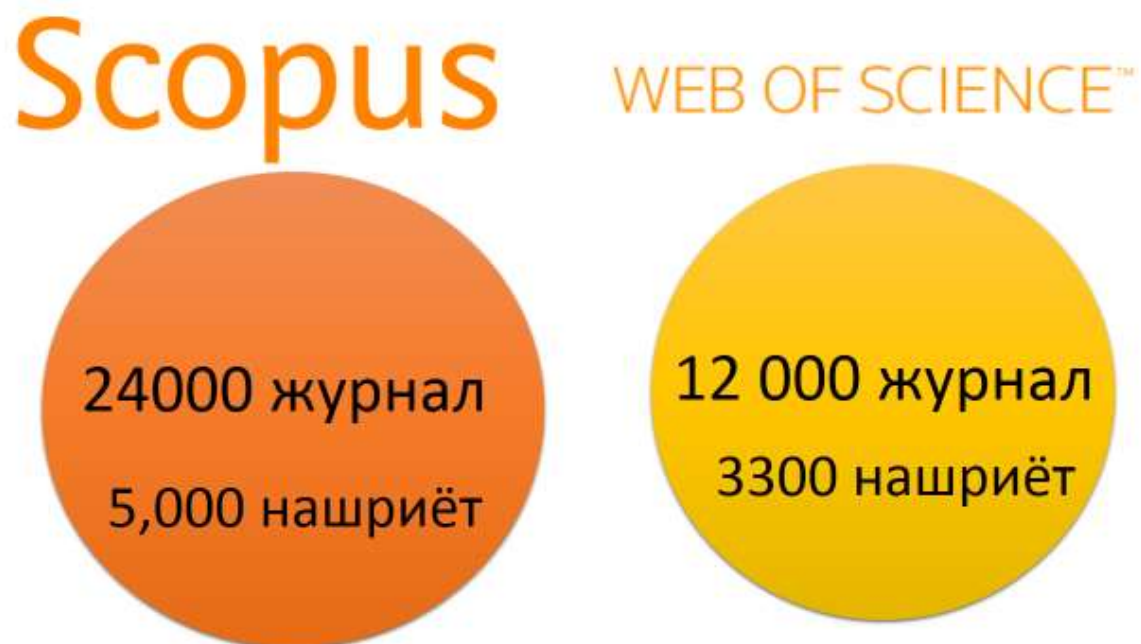 Scopus
WEB OF SCIENCE™
24000 журнал
5,000 нашриёт
12 000 журнал
3300 нашриёт